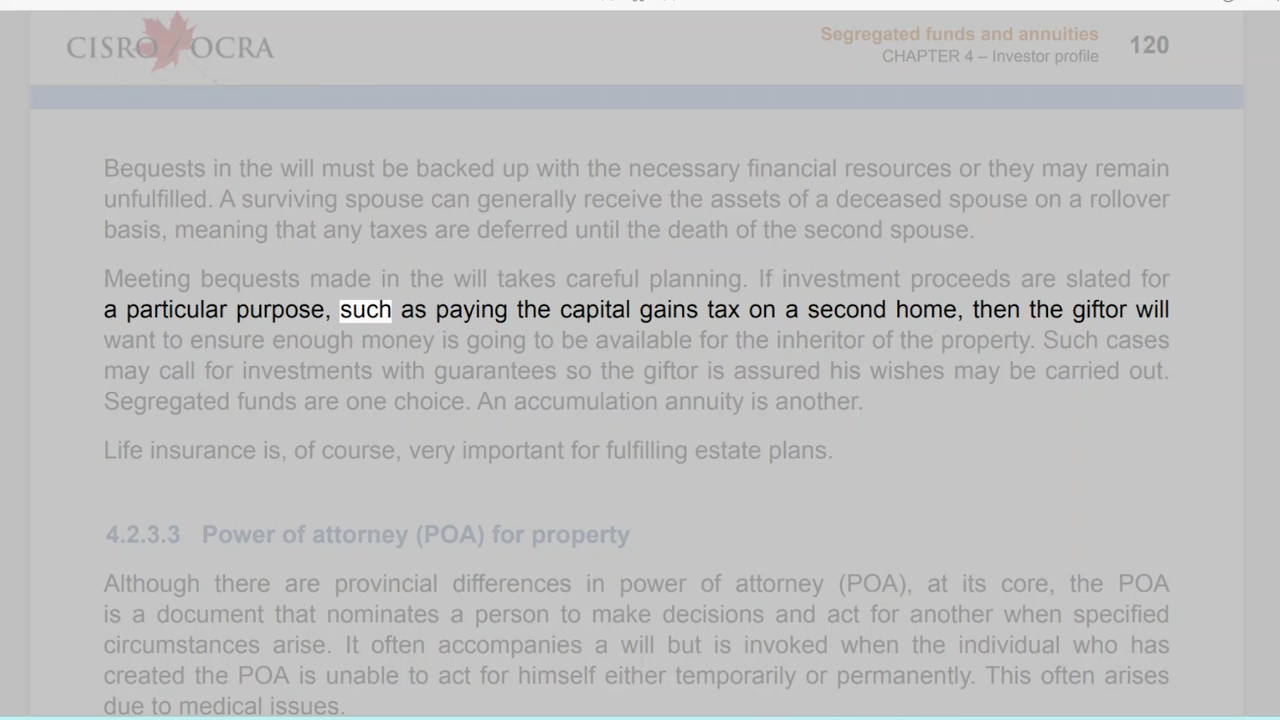 CISRO / OCRA
Segregated funds and annuities
CHAPTER 4 – Investor profile
120
Bequests in the will must be backed up with the necessary financial resources or they may remain
unfulfilled. A surviving spouse can generally receive the assets of a deceased spouse on a rollover
basis, meaning that any taxes are deferred until the death of the second spouse.
Meeting bequests made in the will takes careful planning. If investment proceeds are slated for
a particular purpose, such as paying the capital gains tax on a second home, then the giftor will
want to ensure enough money is going to be available for the inheritor of the property. Such cases
may call for investments with guarantees so the giftor is assured his wishes may be carried out.
Segregated funds are one choice. An accumulation annuity is another.
Life insurance is, of course, very important for fulfilling estate plans.
4.2.3.3 Power of attorney (POA) for property
Although there are provincial differences in power of attorney (POA), at its core, the POA
is a document that nominates a person to make decisions and act for another when specified
circumstances arise. It often accompanies a will but is invoked when the individual who has
created the POA is unable to act for himself either temporarily or permanently. This often arises
due to medical issues.